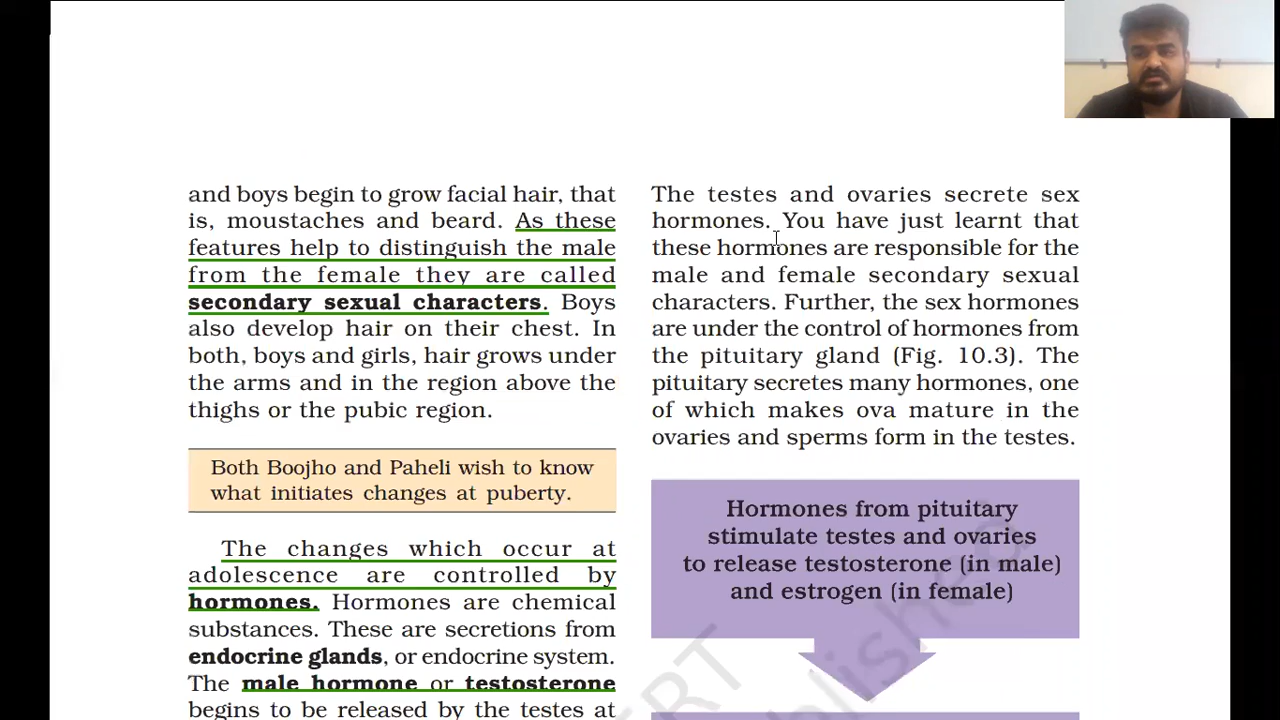 and boys begin to grow facial hair, that
is, moustaches and beard. As these
features help to distinguish the male
from the female they are called
secondary sexual characters. Boys
also develop hair on their chest. In
both, boys and girls, hair grows under
the arms and in the region above the
thighs or the pubic region.
Both Boojho and Paheli wish to know
what initiates changes at puberty.
The changes which occur at
adolescence are controlled by
hormones. Hormones are chemical
substances. These are secretions from
endocrine glands, or endocrine system.
The male hormone or testosterone
begins to be released by the testes at
The testes and ovaries secrete sex
hormones. You have just learnt that
these hormones are responsible for the
male and female secondary sexual
characters. Further, the sex hormones
are under the control of hormones from
the pituitary gland (Fig. 10.3). The
pituitary secretes many hormones, one
of which makes ova mature in the
ovaries and sperms form in the testes.
Hormones from pituitary
stimulate testes and ovaries
to release testosterone (in male)
and estrogen (in female)